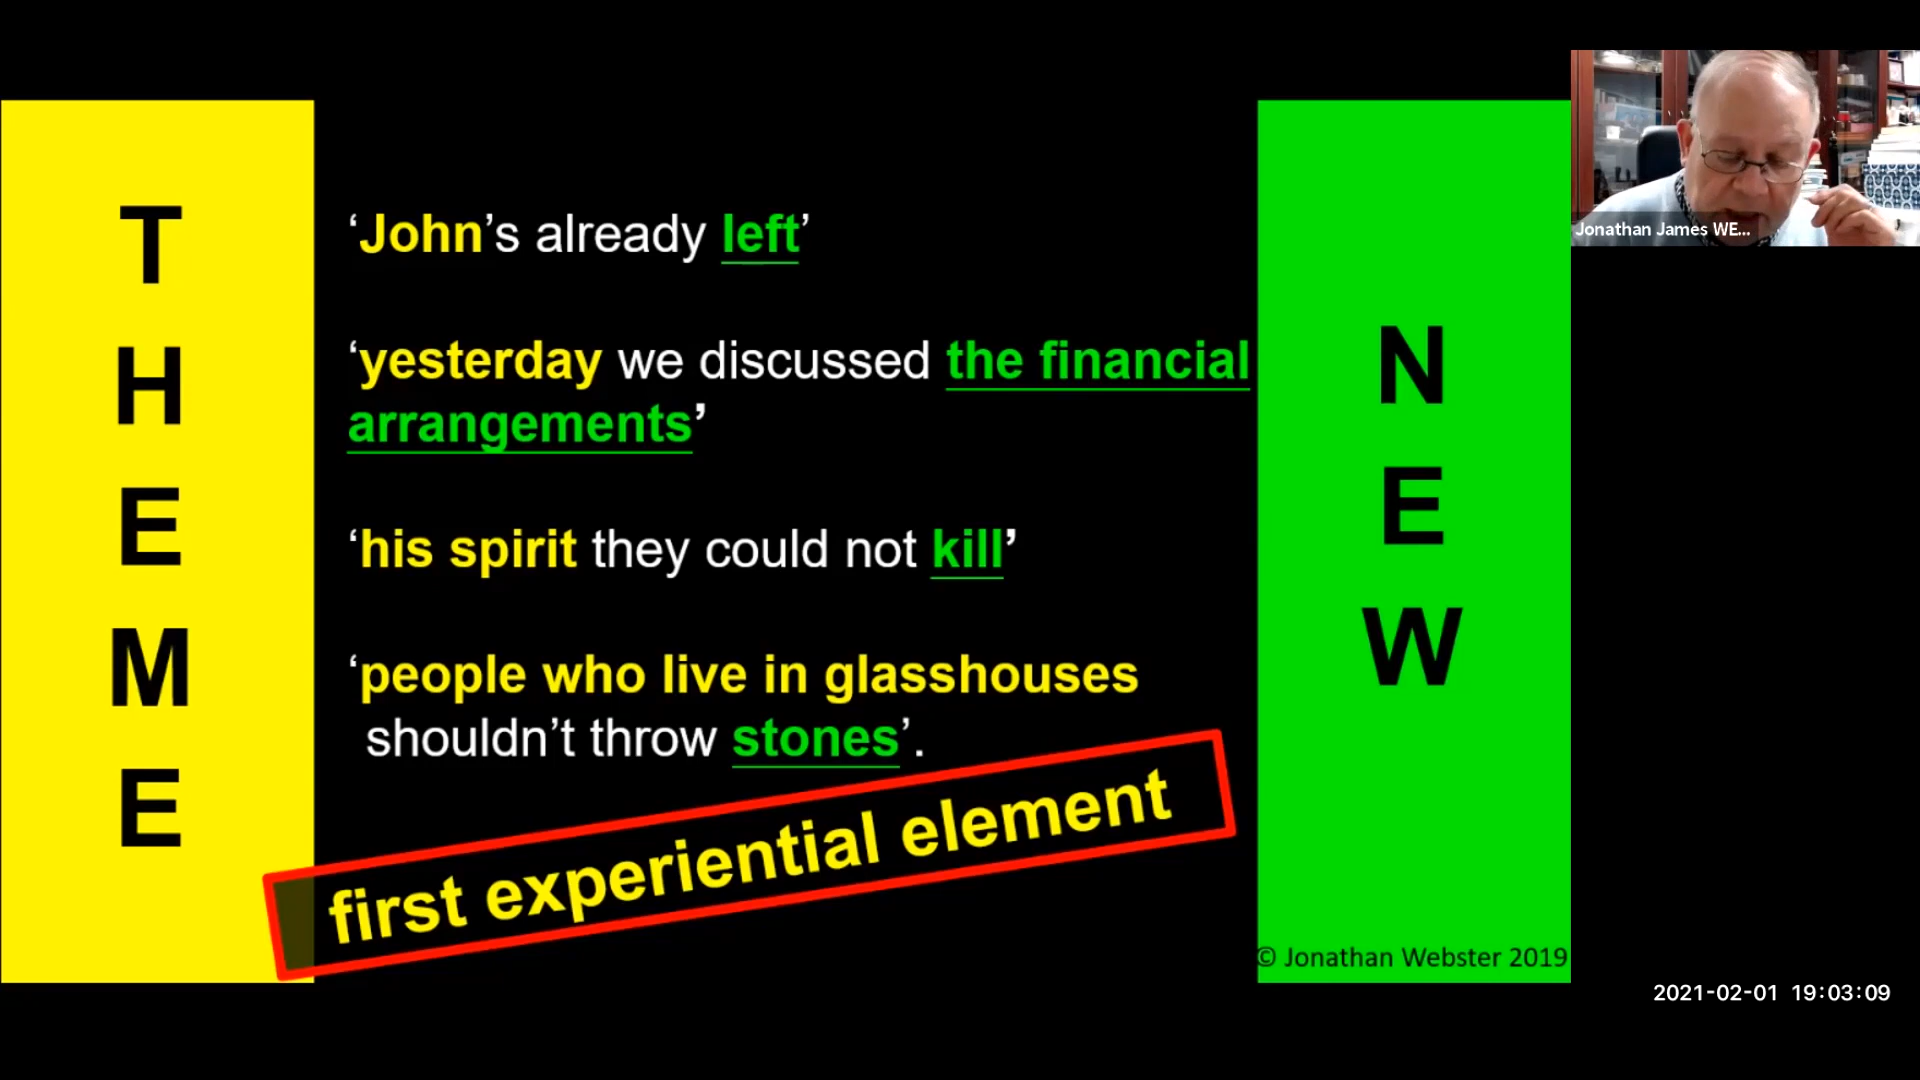 THEME
‘John’s already left’
‘yesterday we discussed the financial
arrangements’
‘his spirit they could not kill’
‘people who live in glasshouses
shouldn’t throw stones’.
first experiential element
NEW
© Jonathan Webster 2019
Jonathan James WE...
2021-02-01 19:03:09